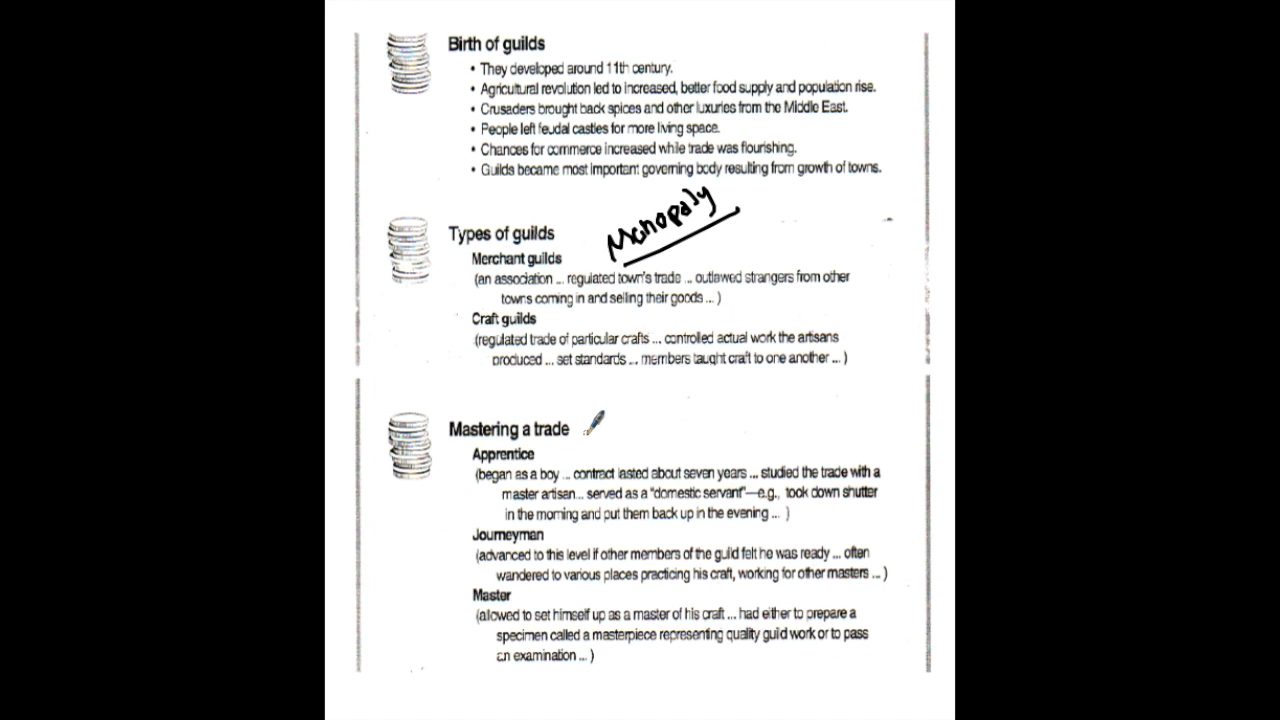 Birth of guilds
• They developed around 11th century.
• Agricultural revolution led to increased, better food supply and population rise.
• Crusaders brought back spices and other luxuries from the Middle East.
• People left feudal castles for more living space.
• Chances for commerce increased while trade was flourishing.
• Guilds became most important governing body resulting from growth of towns.
Monopoly
Types of guilds
Merchant guilds
(an association ... regulated town's trade ... outlawed strangers from other
towns coming in and selling their goods ... )
Craft guilds
(regulated trade of particular crafts ... controlled actual work the artisans
produced ... set standards ... members taught craft to one another ... )
Mastering a trade
Apprentice
(began as a boy ... contract lasted about seven years ... studied the trade with a
master artisan... served as a "domestic servant"—e.g., took down shutter
in the morning and put them back up in the evening ... )
Journeyman
(advanced to this level if other members of the guild felt he was ready ... often
wandered to various places practicing his craft, working for other masters ... )
Master
(allowed to set himself up as a master of his craft ... had either to prepare a
specimen called a masterpiece representing quality guild work or to pass
an examination ... )